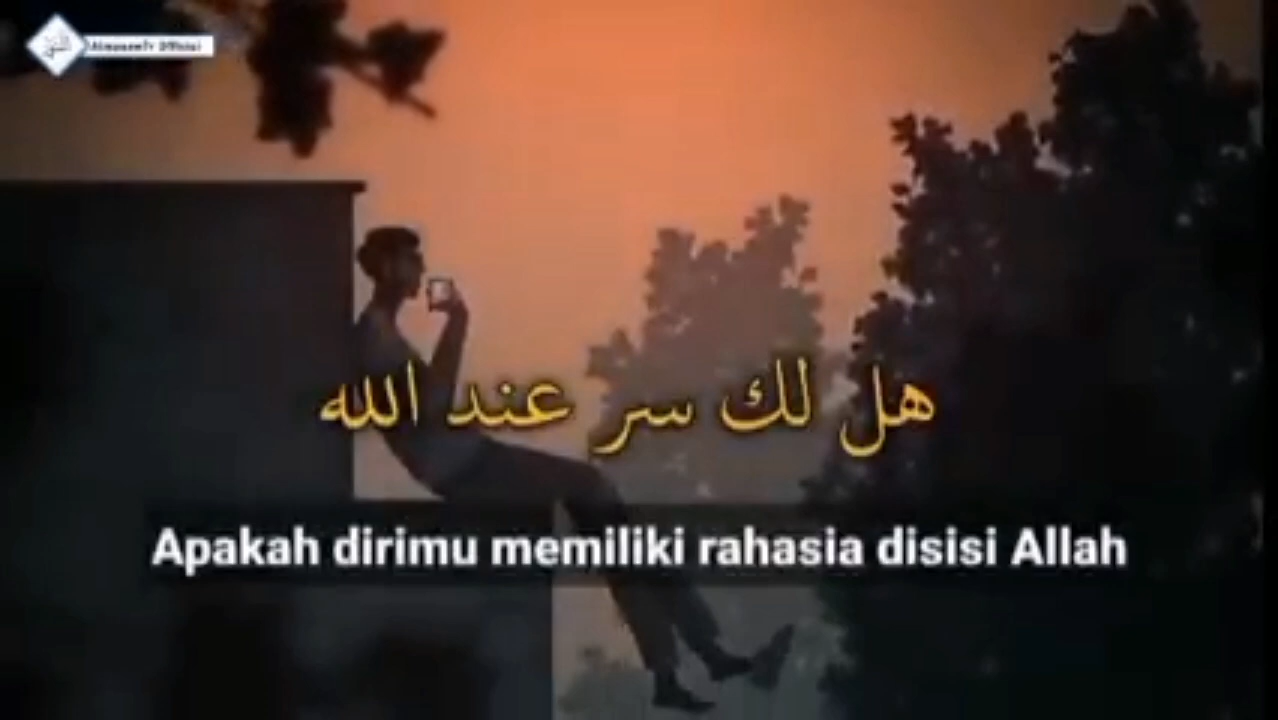 هل لك سر عند الله
Apakah dirimu memiliki rahasia disisi Allah